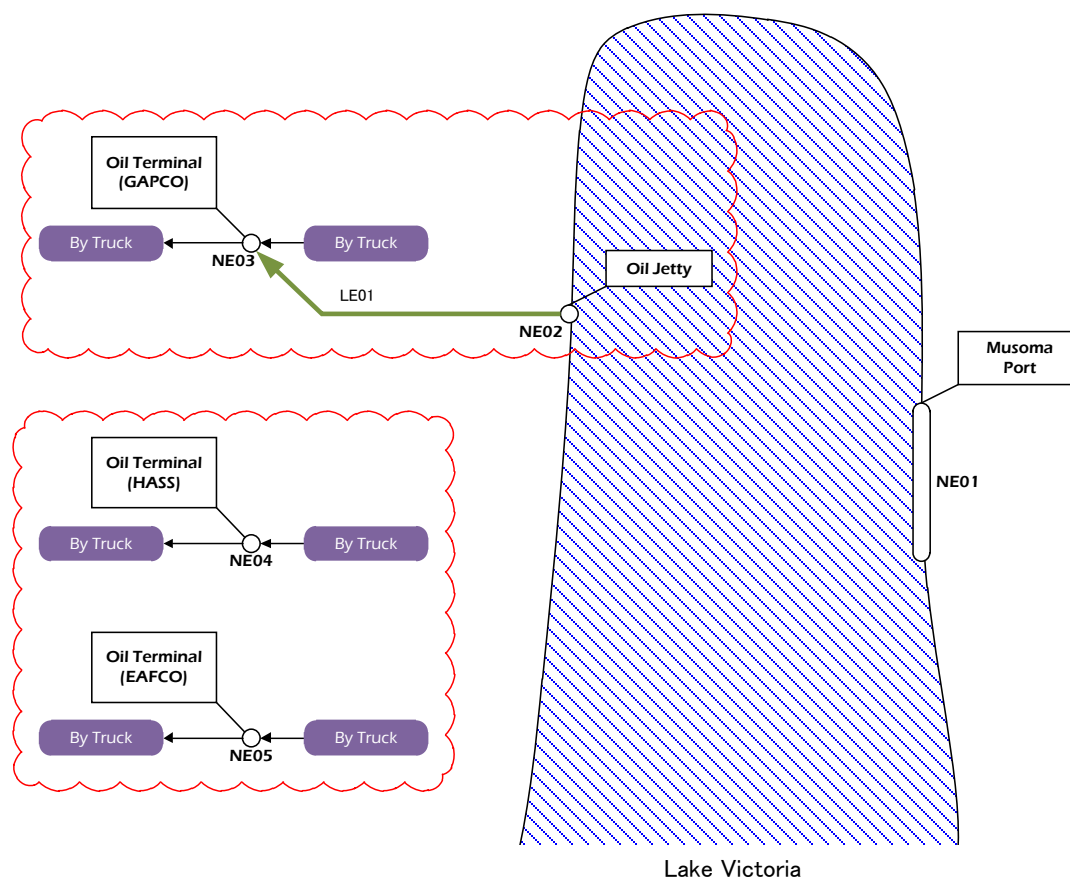 Oil Terminal
(GAPCO)
By Truck
By Truck
NE03
Oil Jetty
LE01
NE02
Musoma
Port
NE01
Oil Terminal
(HASS)
By Truck
By Truck
NE04
Oil Terminal
(EAFCO)
By Truck
By Truck
NE05
Lake Victoria